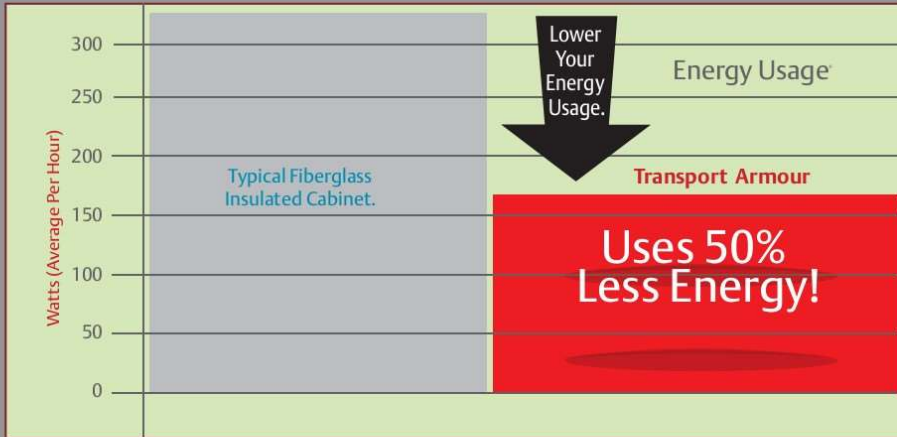 Lower
Your
Energy
Usage.
Energy Usage
300
250
200
150
100
50
0
Watts (Average Per Hour)
Typical Fiberglass
Insulated Cabinet.
Transport Armour
Uses 50%
Less Energy!